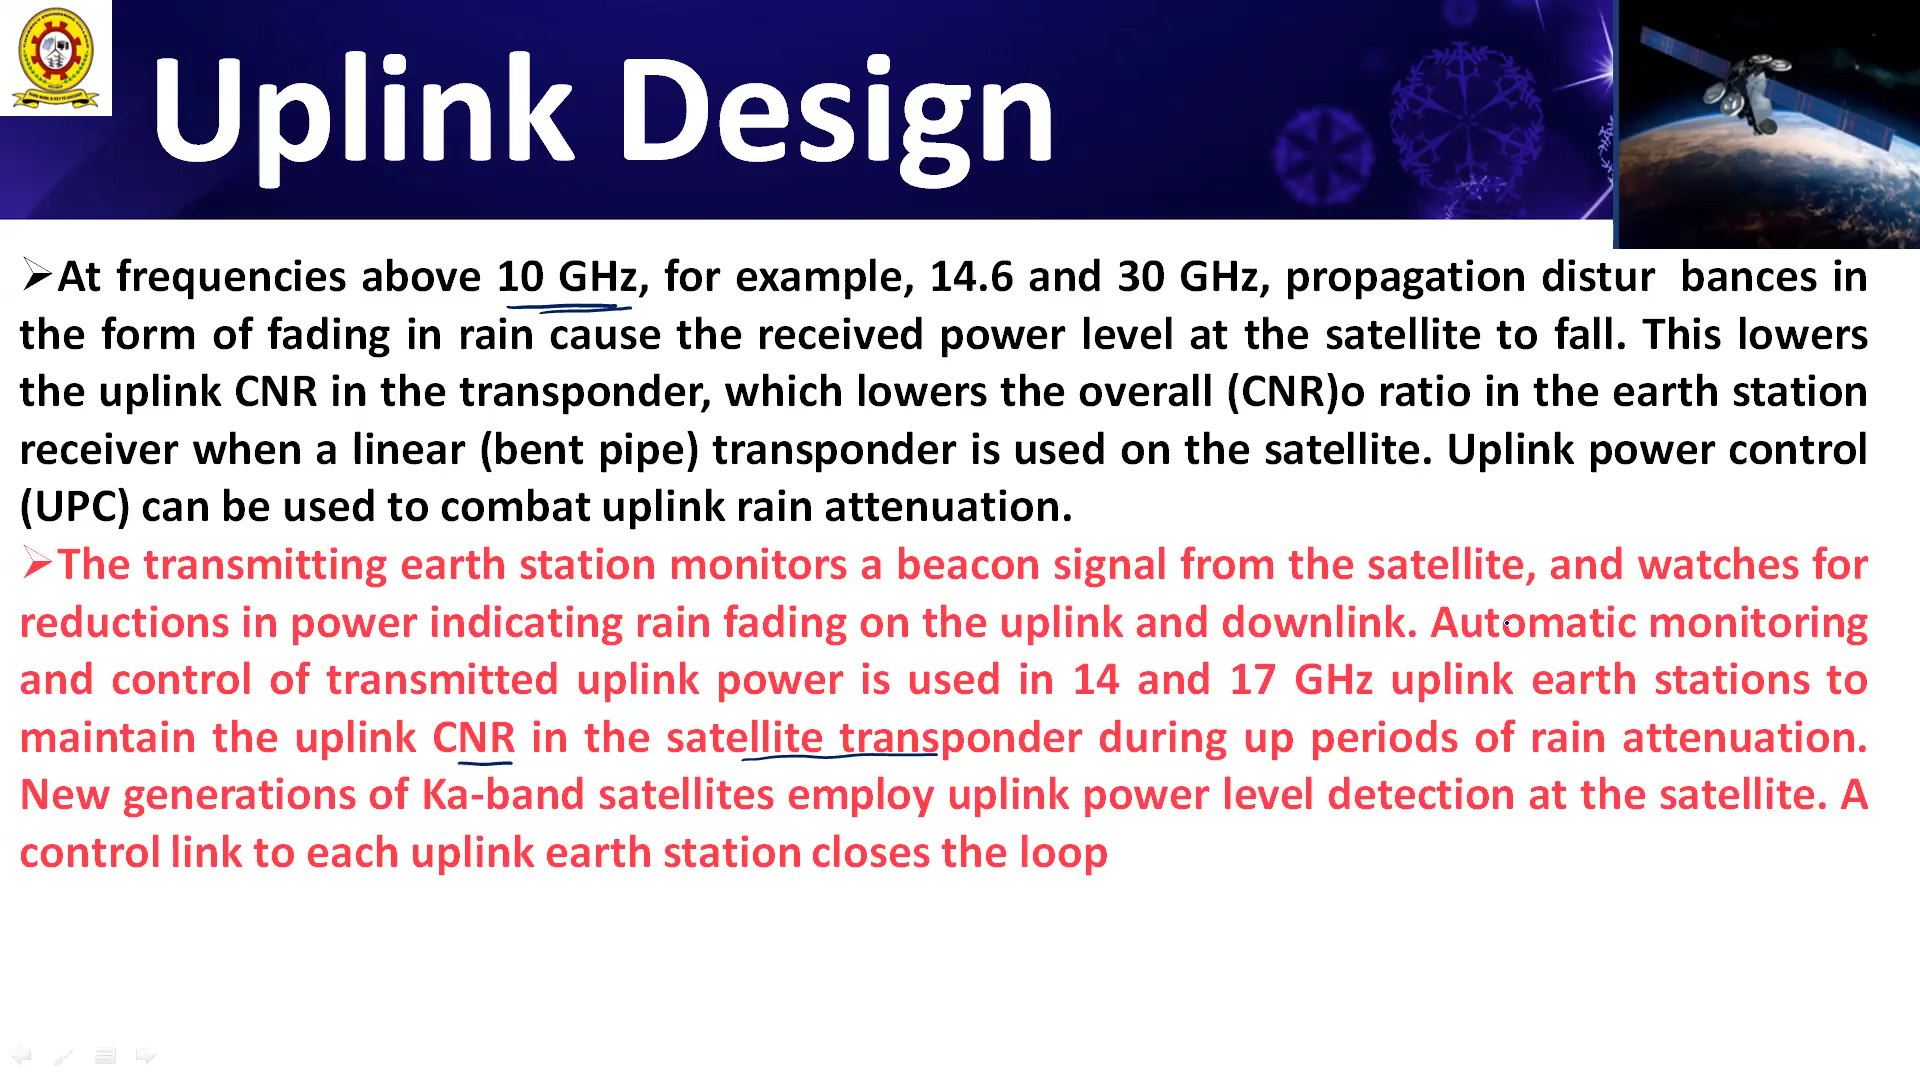 Uplink Design
➢At frequencies above 10 GHz, for example, 14.6 and 30 GHz, propagation distur bances in
the form of fading in rain cause the received power level at the satellite to fall. This lowers
the uplink CNR in the transponder, which lowers the overall (CNR)o ratio in the earth station
receiver when a linear (bent pipe) transponder is used on the satellite. Uplink power control
(UPC) can be used to combat uplink rain attenuation.
➢The transmitting earth station monitors a beacon signal from the satellite, and watches for
reductions in power indicating rain fading on the uplink and downlink. Automatic monitoring
and control of transmitted uplink power is used in 14 and 17 GHz uplink earth stations to
maintain the uplink CNR in the satellite transponder during up periods of rain attenuation.
New generations of Ka-band satellites employ uplink power level detection at the satellite. A
control link to each uplink earth station closes the loop